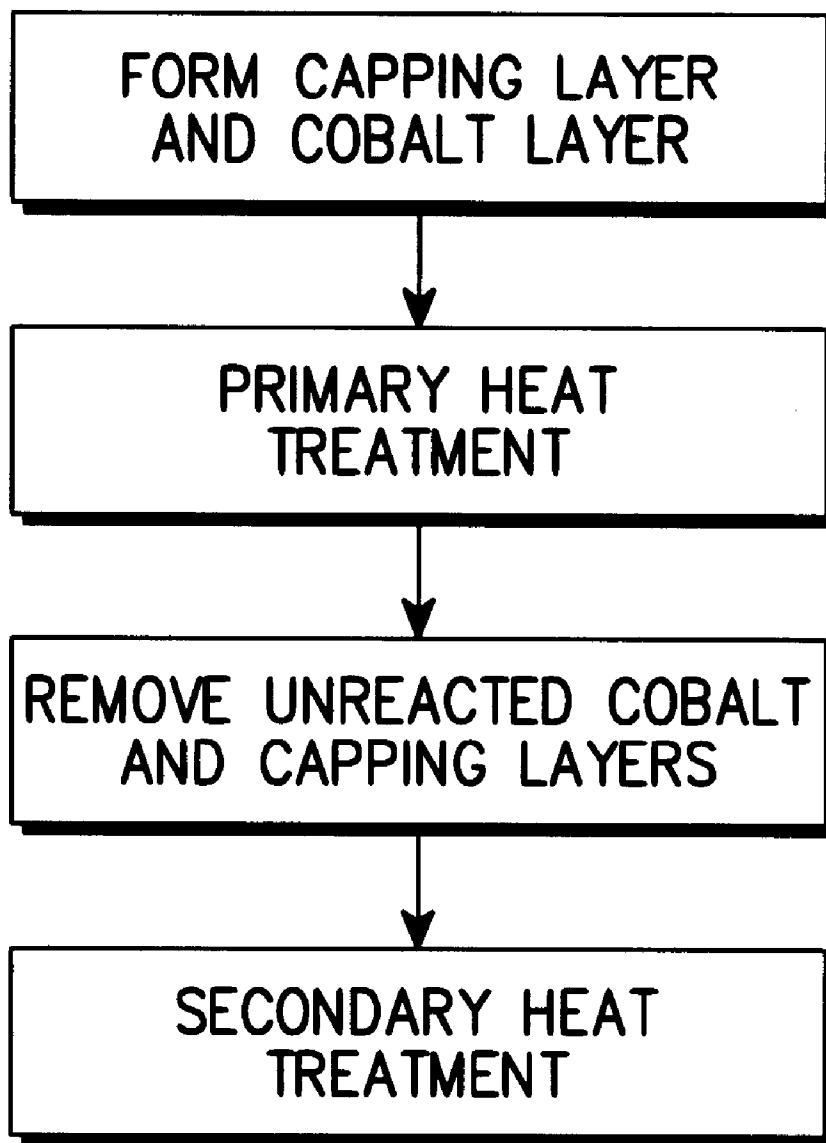 FORM CAPPING LAYER
AND COBALT LAYER
PRIMARY HEAT
TREATMENT
REMOVE UNREACTED COBALT
AND CAPPING LAYERS
SECONDARY HEAT
TREATMENT